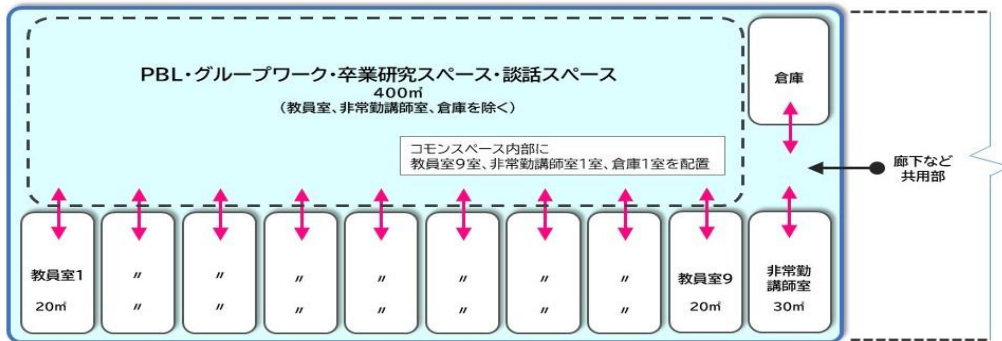 PBL・グループワーク・卒業研究スペース・談話スペース
400㎡
(教員室、非常勤講師室、倉庫を除く)
倉庫
コモンスペース内部に
教員室9室、非常勤講師室1室、倉庫1室を配置
廊下など
共用部
教員室1
20㎡
〃
〃
〃
〃
〃
〃
〃
〃
〃
〃
〃
〃
〃
〃
教員室9
20㎡
非常勤
講師室
30㎡